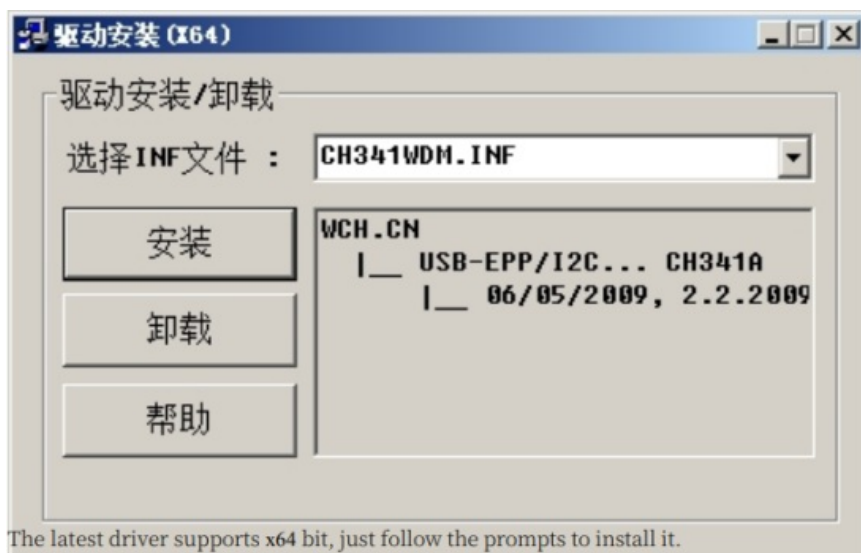 驱动安装(X64)
驱动安装/卸载
选择INF文件 :
CH341WDM.INF
安装
卸载
帮助
WCH.CN
|__ USB-EPP/I2C... CH341A
|__ 06/05/2009, 2.2.2009
The latest driver supports x64 bit, just follow the prompts to install it.